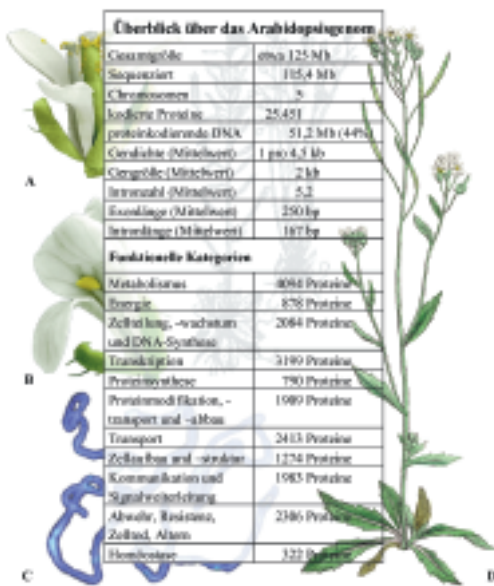 Überblick über das Arabidopsisgenom
Gesamtgröße etwa 125 Mb
Sequenziert 115,4 Mb
Chromosomen 5
kodierte Proteine 25.451
proteinkodierende DNA 51,2 Mb (44%)
Gendichte (Mittelwert) 1 pro 4,5 kb
Gengröße (Mittelwert) 2 kb
Intronzahl (Mittelwert) 5,2
Exonlänge (Mittelwert) 250 bp
Intronlänge (Mittelwert) 167 bp
Funktionelle Kategorien
Metabolismus 4094 Proteine
Energie 878 Proteine
Zellteilung, -wachstum
und DNA-Synthese 2084 Proteine
Transkription 3199 Proteine
Proteinsynthese 790 Proteine
Proteinmodifikation, -
transport und -abbau 1989 Proteine
Transport 2413 Proteine
Zellaufbau und -struktur 1274 Proteine
Kommunikation und
Signalweiterleitung 1983 Proteine
Abwehr, Resistenz,
Zelltod, Altern 2386 Proteine
Homöostase 322 Proteine
A
B
C
D